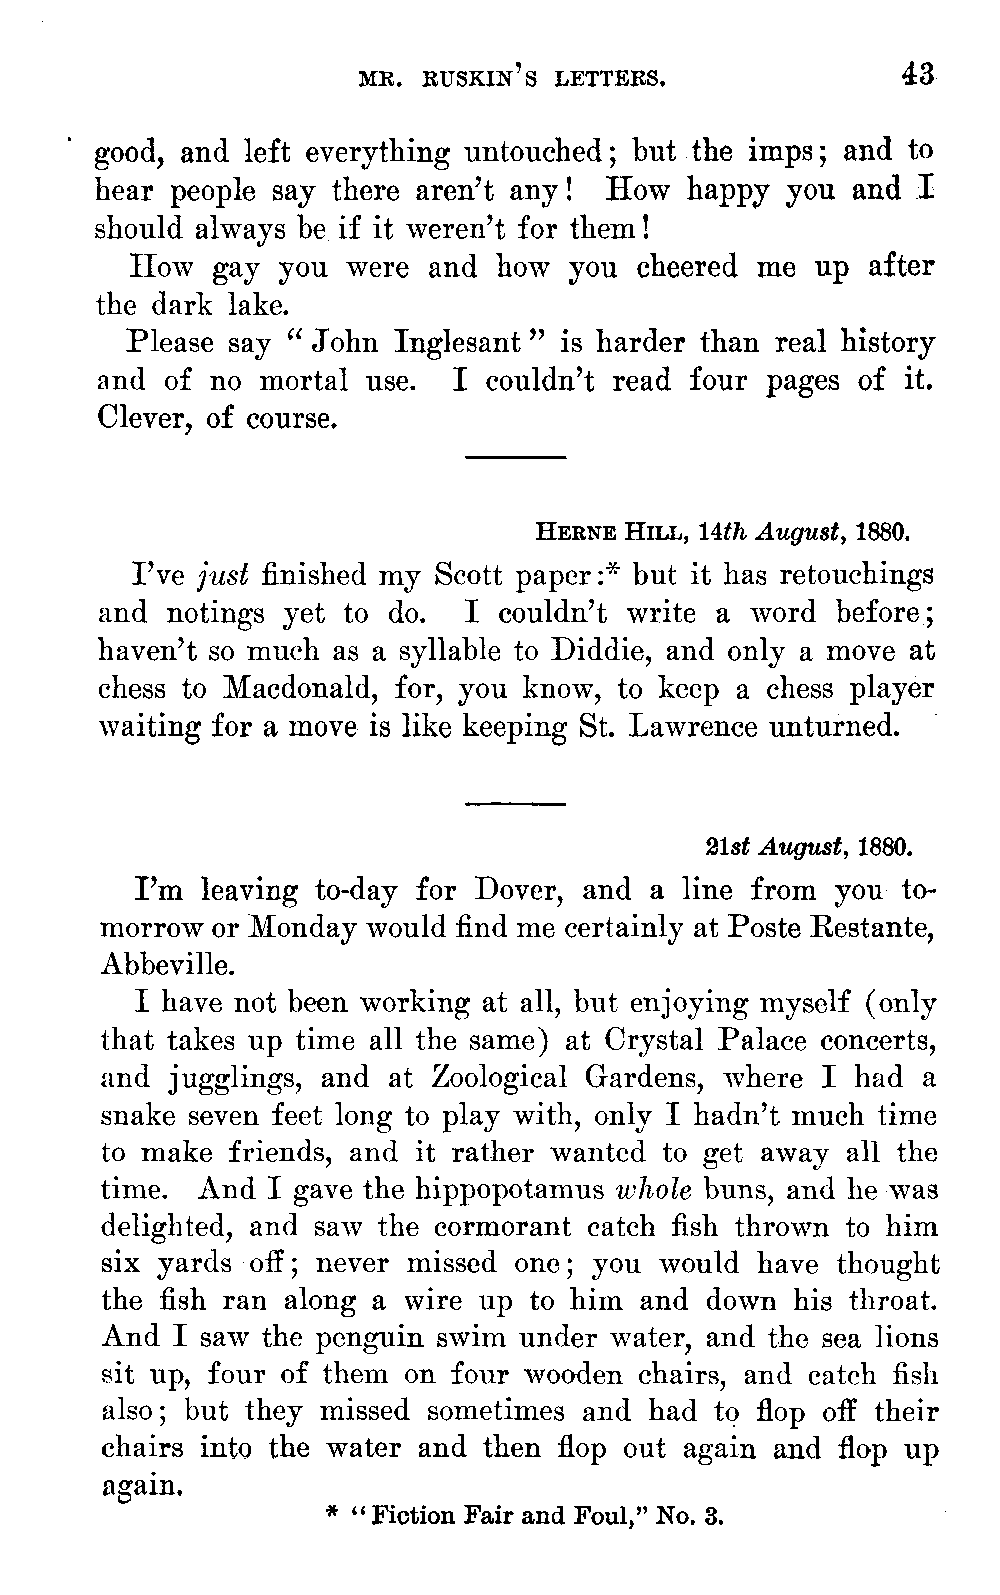 MR. RUSKIN'S LETTERS. 43
good, and left everything untouched; but the imps; and to
hear people say there aren't any! How happy you and I
should always be if it weren't for them!
How gay you were and how you cheered me up after
the dark lake.
Please say "John Inglesant" is harder than real history
and of no mortal use. I couldn't read four pages of it.
Clever, of course.
HERNE HILL, 14th August, 1880.
I've just finished my Scott paper:* but it has retouchings
and notings yet to do. I couldn't write a word before;
haven't so much as a syllable to Diddie, and only a move at
chess to Macdonald, for, you know, to keep a chess player
waiting for a move is like keeping St. Lawrence unturned.
21st August, 1880.
I'm leaving to-day for Dover, and a line from you to-
morrow or Monday would find me certainly at Poste Restante,
Abbeville.
I have not been working at all, but enjoying myself (only
that takes up time all the same) at Crystal Palace concerts,
and jugglings, and at Zoological Gardens, where I had a
snake seven feet long to play with, only I hadn't much time
to make friends, and it rather wanted to get away all the
time. And I gave the hippopotamus whole buns, and he was
delighted, and saw the cormorant catch fish thrown to him
six yards off; never missed one; you would have thought
the fish ran along a wire up to him and down his throat.
And I saw the penguin swim under water, and the sea lions
sit up, four of them on four wooden chairs, and catch fish
also; but they missed sometimes and had to flop off their
chairs into the water and then flop out again and flop up
again.
* "Fiction Fair and Foul," No. 3.